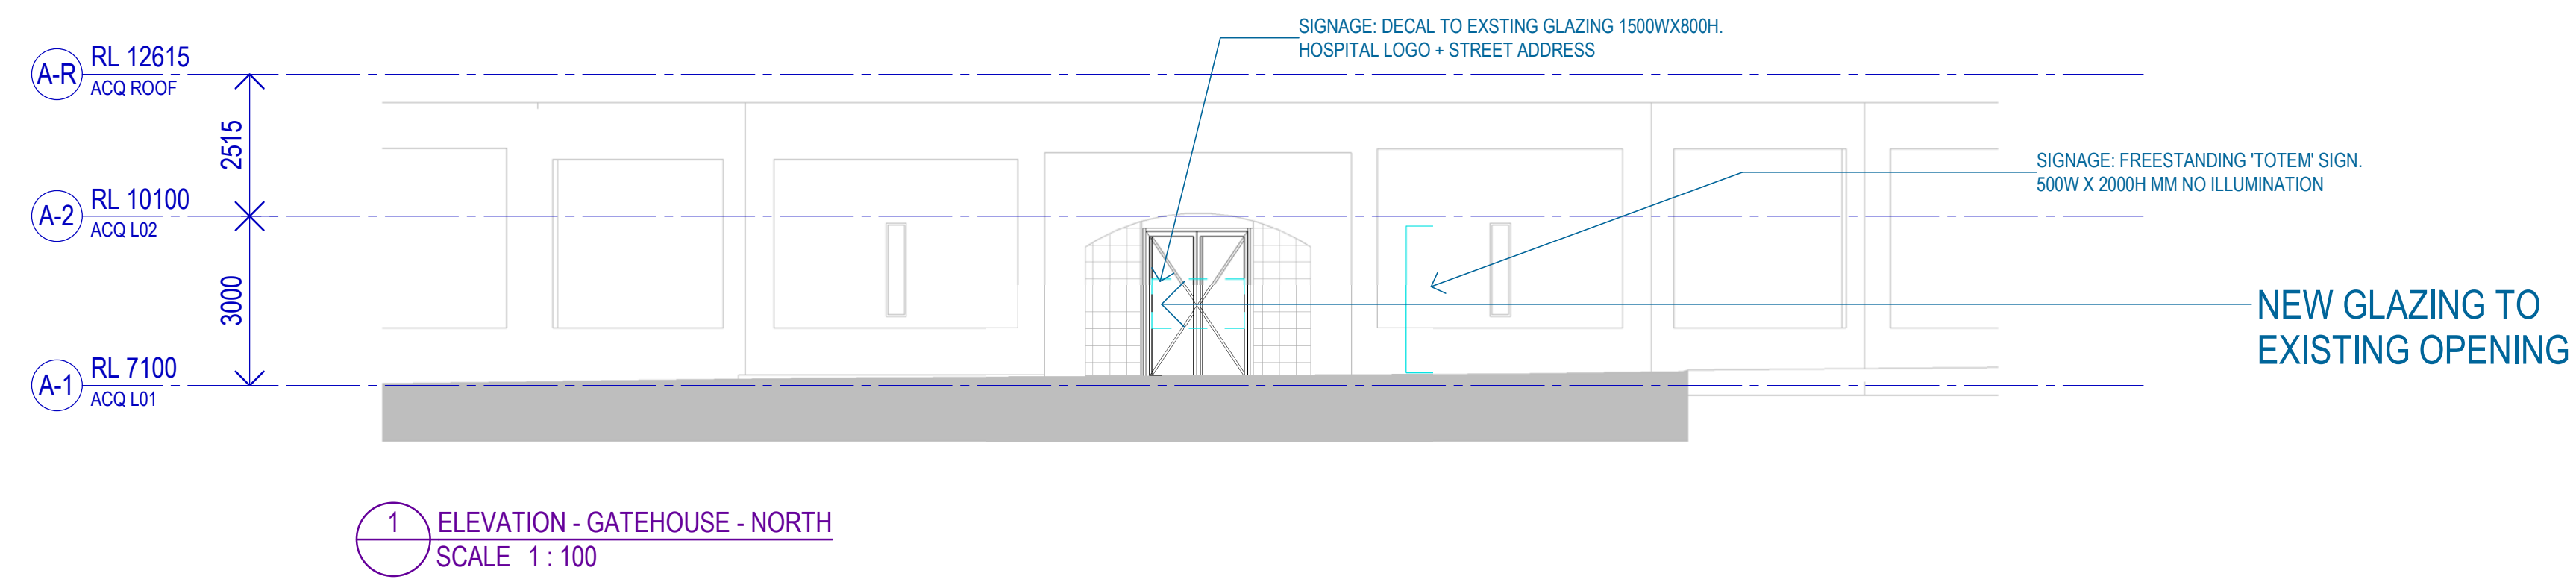 SIGNAGE: DECAL TO EXSTING GLAZING 1500WX800H.
HOSPITAL LOGO + STREET ADDRESS
A-R RL 12615
ACQ ROOF
2515
SIGNAGE: FREESTANDING 'TOTEM' SIGN.
500W X 2000H MM NO ILLUMINATION
A-2 RL 10100
ACQ L02
3000
NEW GLAZING TO
EXISTING OPENING
A-1 RL 7100
ACQ L01
1 ELEVATION - GATEHOUSE - NORTH
SCALE 1 : 100